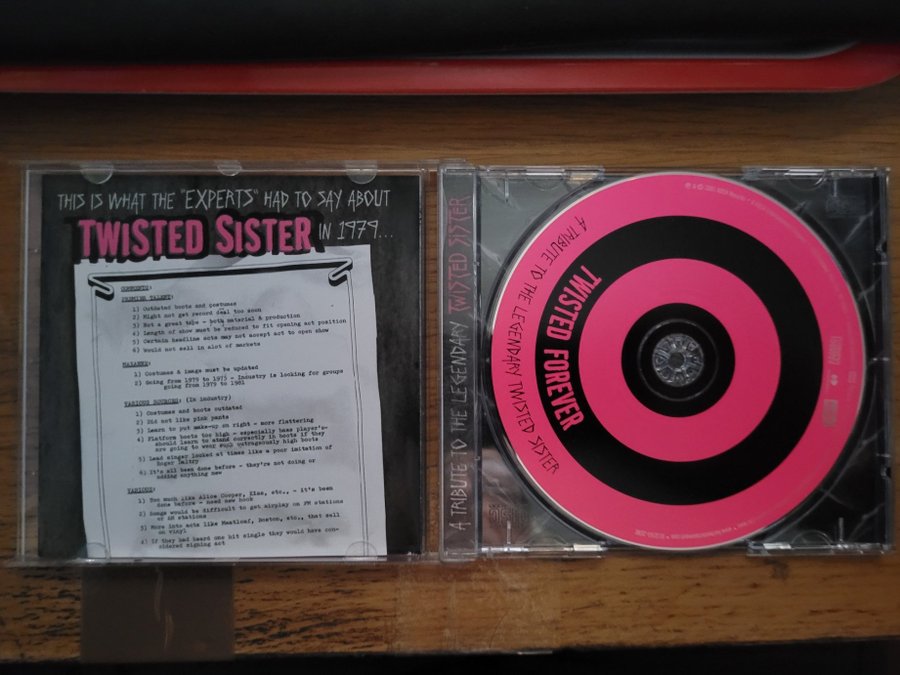 THIS IS WHAT THE "EXPERTS" HAD TO SAY ABOUT
TWISTED SISTER IN 1979...
COMMENTS:
PREMIER TALENT:
1) Outdated boots and costumes
2) Might not get record deal too soon
3) Not a great tape - both material & production
4) Length of show must be reduced to fit opening act position
5) Certain headline acts may not accept act to open show
6) Would not sell in alot of markets
1) Costumes & image must be updated
2) Going from 1979 to 1975 - Industry is looking for groups
going from 1979 to 1981
VARIOUS SOURCES: (In industry)
1) Costumes and boots outdated
2) Did not like pink pants
3) Learn to put make-up on right - more flattering
4) Platform boots too high - especially bass player's-
should learn to stand correctly in boots if they
are going to wear such outrageously high boots
5) Lead singer looked at times like a poor imitation of
Roger Daltry
6) It's all been done before - they're not doing or
adding anything new
VARIOUS:
1) Too much like Alice Cooper, Kiss, etc., - it's been
done before - need new hook
2) Songs would be difficult to get airplay on FM stations
or AM stations
3) More into acts like Meatloaf, Boston, etc., that sell
on vinyl
4) If they had heard one hit single they would have con-
sidered signing act
A TRIBUTE TO THE LEGENDARY TWISTED SISTER
TWISTED FOREVER
A TRIBUTE TO THE LEGENDARY TWISTED SISTER